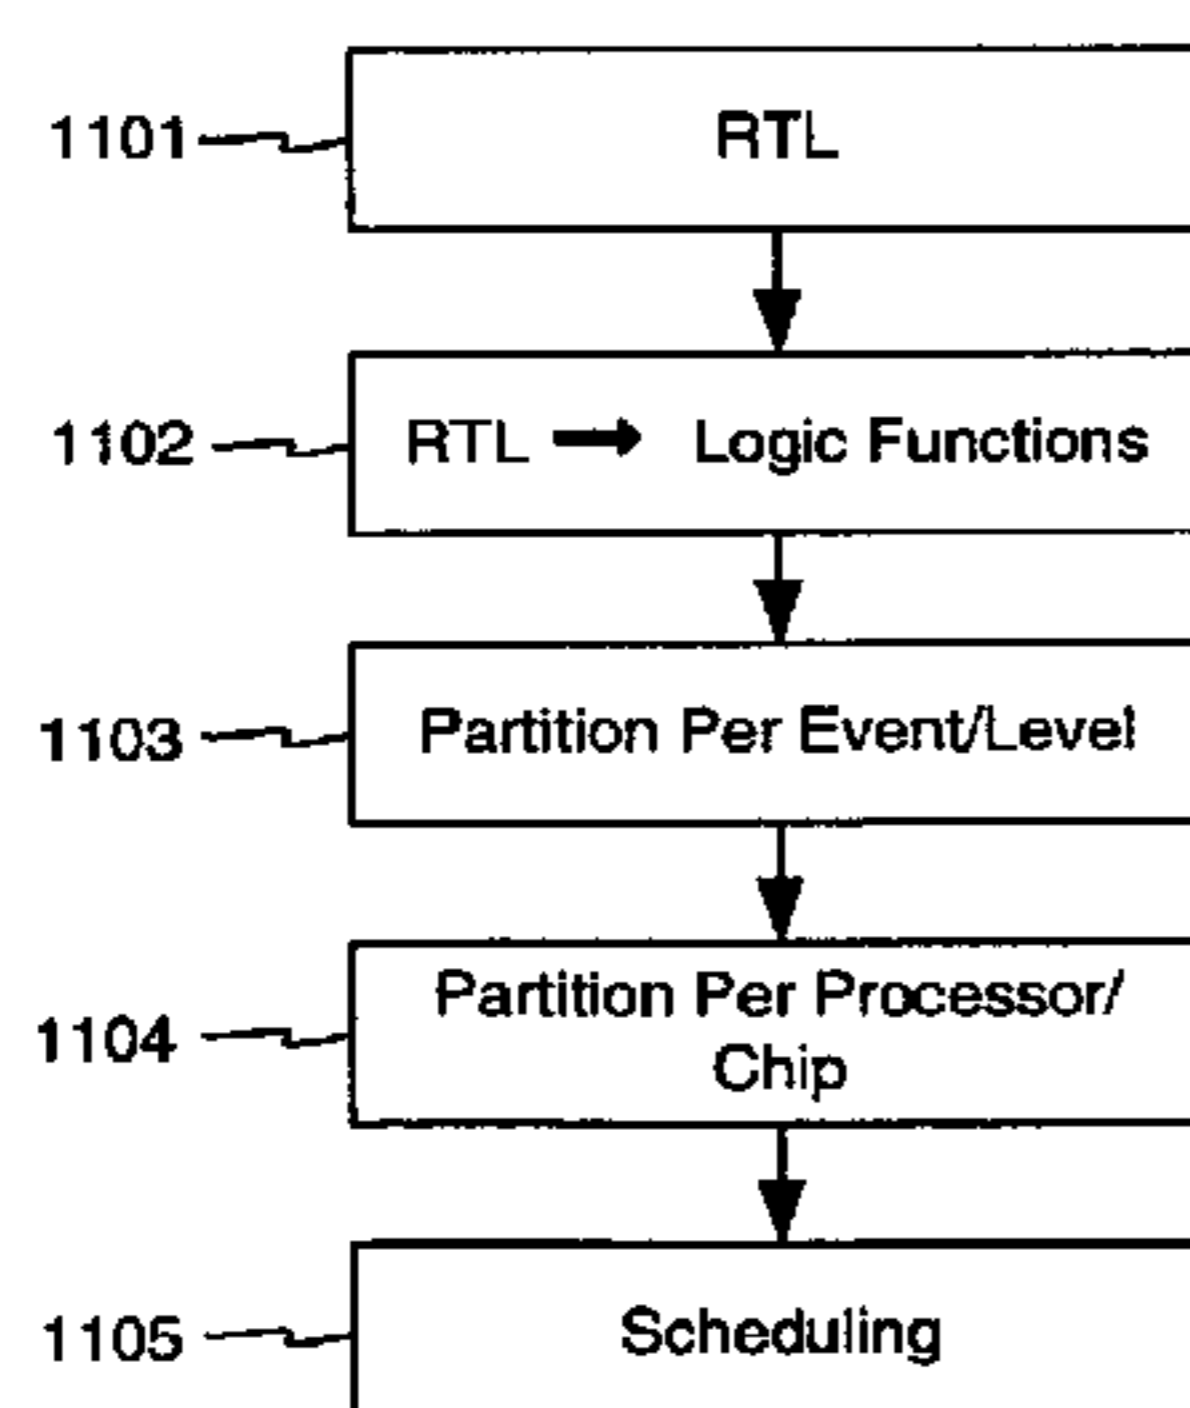 1101 RTL
1102 RTL → Logic Functions
1103 Partition Per Event/Level
1104 Partition Per Processor/
Chip
1105 Scheduling